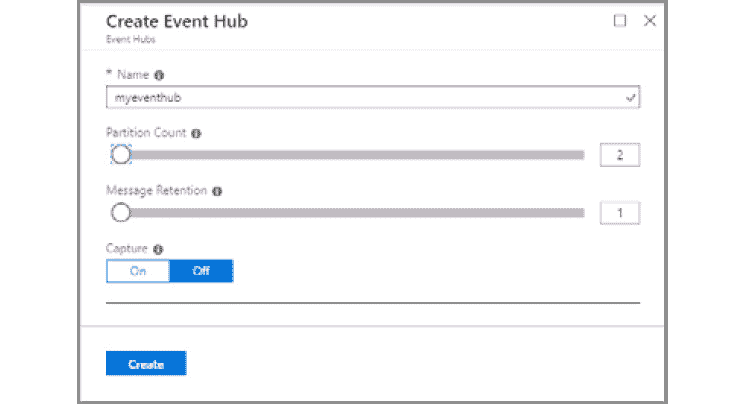 Create Event Hub
Event Hubs
* Name
myeventhub
Partition Count
2
Message Retention
1
Capture
On Off
Create